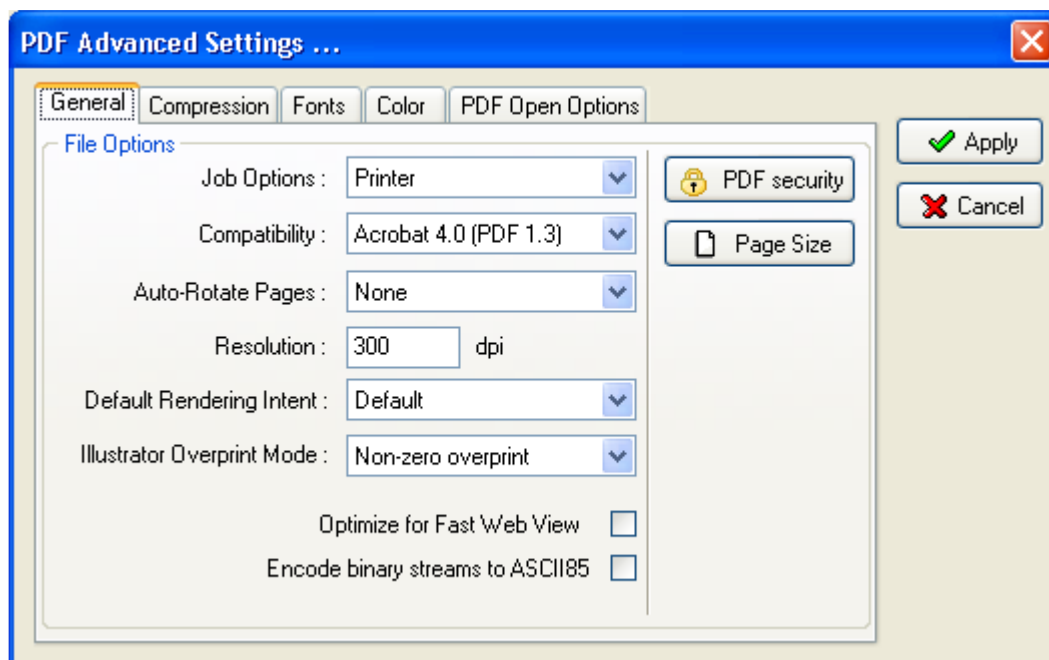 PDF Advanced Settings ...
General Compression Fonts Color PDF Open Options
File Options
Job Options : Printer
Compatibility : Acrobat 4.0 (PDF 1.3)
Auto-Rotate Pages : None
Resolution : 300 dpi
Default Rendering Intent : Default
Illustrator Overprint Mode : Non-zero overprint
Optimize for Fast Web View
Encode binary streams to ASCII85
PDF security
Page Size
Apply
Cancel